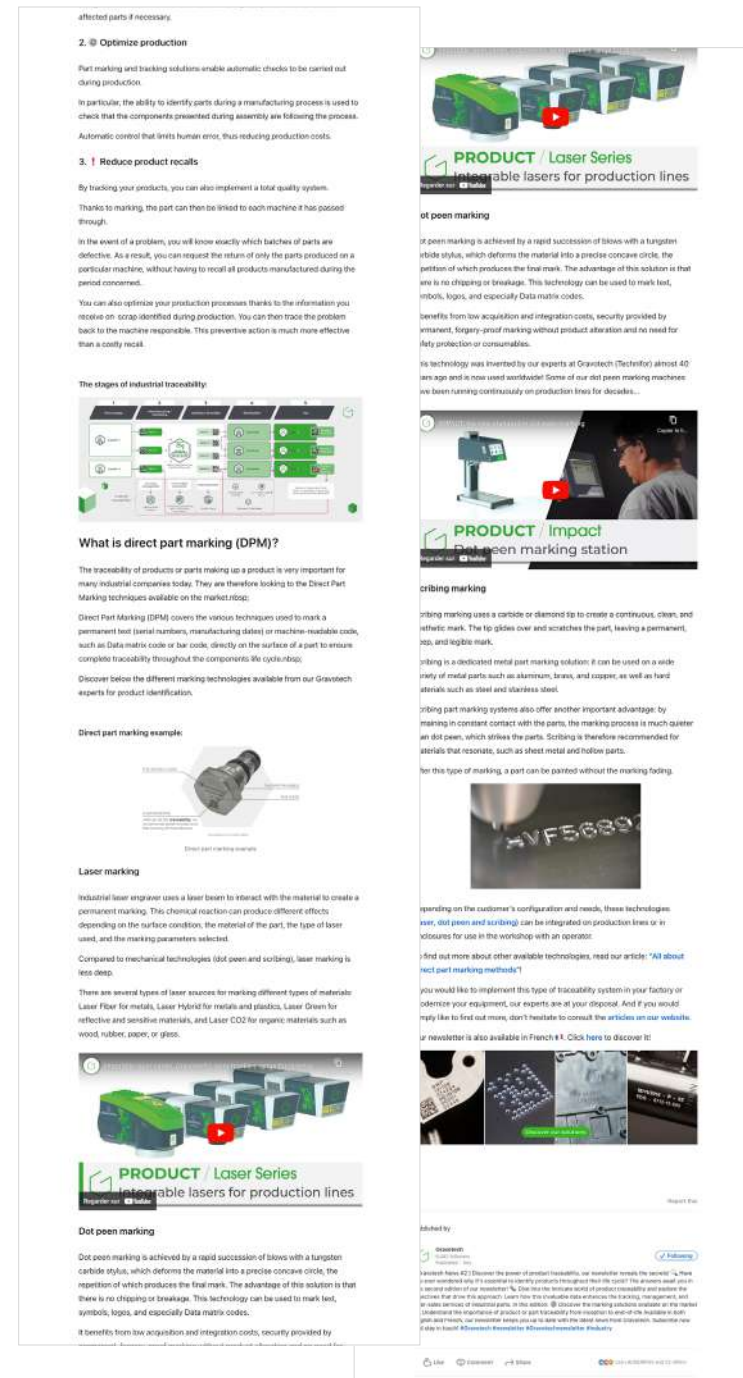 affected parts if necessary.
2. Optimize production
Part marking and tracking solutions enable automatic checks to be carried out
during production.
In particular, the ability to identify parts during a manufacturing process is used to
check that the components presented during assembly are following the process.
Automatic control that limits human error, thus reducing production costs.
3. ❗ Reduce product recalls
By tracking your products, you can also implement a total quality system.
Thanks to marking, the part can then be linked to each machine it has passed
through.
In the event of a problem, you will know exactly which batches of parts are
defective. As a result, you can request the return of only the parts produced on a
particular machine, without having to recall all products manufactured during the
period concerned.
You can also optimize your production processes thanks to the information you
receive on scrap identified during production. You can then trace the problem
back to the machine responsible. This preventive action is much more effective
than a costly recall.
The stages of industrial traceability:
What is direct part marking (DPM)?
The traceability of products or parts making up a product is very important for
many industrial companies today. They are therefore looking to the Direct Part
Marking techniques available on the market.nbsp;
Direct Part Marking (DPM) covers the various techniques used to mark a
permanent text (serial numbers, manufacturing dates) or machine-readable code,
such as Data matrix code or bar code, directly on the surface of a part to ensure
complete traceability throughout the components life cycle.nbsp;
Discover below the different marking technologies available from our Gravotech
experts for product identification.
Direct part marking example:
Direct part marking example
Laser marking
Industrial laser engraver uses a laser beam to interact with the material to create a
permanent marking. This chemical reaction can produce different effects
depending on the surface condition, the material of the part, the type of laser
used, and the marking parameters selected.
Compared to mechanical technologies (dot peen and scribing), laser marking is
less deep.
There are several types of laser sources for marking different types of materials:
Laser Fiber for metals, Laser Hybrid for metals and plastics, Laser Green for
reflective and sensitive materials, and Laser CO2 for organic materials such as
wood, rubber, paper, or glass.
PRODUCT / Laser Series
Integrable lasers for production lines
Regarder sur YouTube
Dot peen marking
Dot peen marking is achieved by a rapid succession of blows with a tungsten
carbide stylus, which deforms the material into a precise concave circle, the
repetition of which produces the final mark. The advantage of this solution is that
there is no chipping or breakage. This technology can be used to mark text,
symbols, logos, and especially Data matrix codes.
It benefits from low acquisition and integration costs, security provided by
PRODUCT / Laser Series
Integrable lasers for production lines
Regarder sur YouTube
ot peen marking
ot peen marking is achieved by a rapid succession of blows with a tungsten
rbide stylus, which deforms the material into a precise concave circle, the
petition of which produces the final mark. The advantage of this solution is that
ere is no chipping or breakage. This technology can be used to mark text,
mbols, logos, and especially Data matrix codes.
benefits from low acquisition and integration costs, security provided by
rmanent, forgery-proof marking without product alteration and no need for
fety protection or consumables.
is technology was invented by our experts at Gravotech (Technifor) almost 40
ars ago and is now used worldwide! Some of our dot peen marking machines
ve been running continuously on production lines for decades...
PRODUCT / Impact
Dot peen marking station
Regarder sur YouTube
cribing marking
ribing marking uses a carbide or diamond tip to create a continuous, clean, and
sthetic mark. The tip glides over and scratches the part, leaving a permanent,
ep, and legible mark.
ribing is a dedicated metal part marking solution: it can be used on a wide
riety of metal parts such as aluminum, brass, and copper, as well as hard
aterials such as steel and stainless steel.
ribing part marking systems also offer another important advantage: by
maining in constant contact with the parts, the marking process is much quieter
an dot peen, which strikes the parts. Scribing is therefore recommended for
aterials that resonate, such as sheet metal and hollow parts.
ter this type of marking, a part can be painted without the marking fading.
VF56892
epending on the customer's configuration and needs, these technologies
aser, dot peen and scribing) can be integrated on production lines or in
closures for use in the workshop with an operator.
find out more about other available technologies, read our article: "All about
rect part marking methods"!
you would like to implement this type of traceability system in your factory or
odernize your equipment, our experts are at your disposal. And if you would
mply like to find out more, don't hesitate to consult the articles on our website.
ur newsletter is also available in French. Click here to discover it!
Discover our solutions
Report this
blished by
Gravotech
Following
Like Comment Share